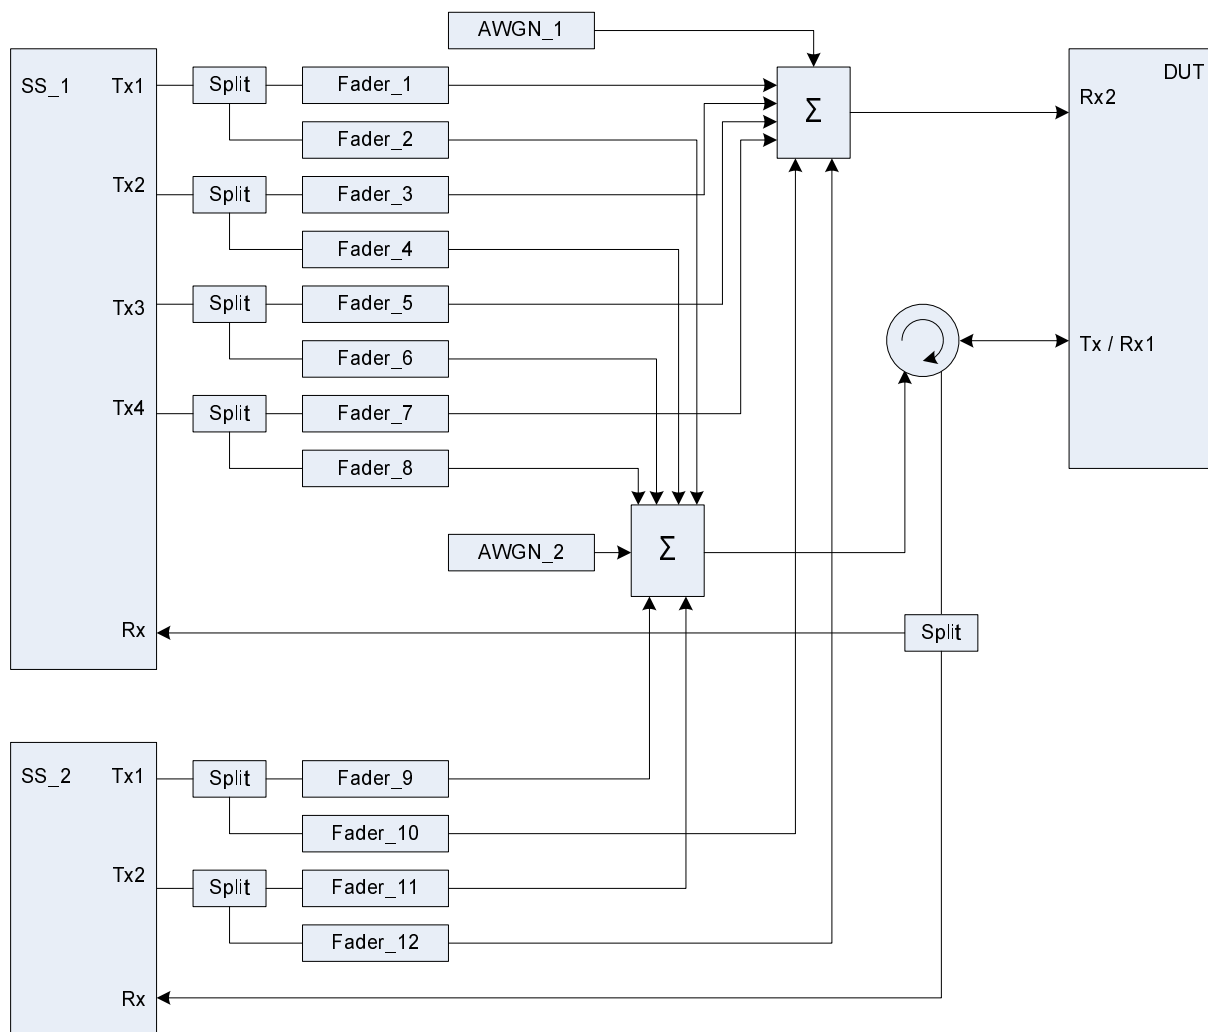 AWGN_1
SS_1
Tx1
Split
Fader_1
Σ
DUT
Rx2
Fader_2
Tx2
Split
Fader_3
Fader_4
Tx3
Split
Fader_5
Fader_6
Tx / Rx1
Tx4
Split
Fader_7
Fader_8
AWGN_2
Σ
Rx
Split
SS_2
Tx1
Split
Fader_9
Fader_10
Tx2
Split
Fader_11
Fader_12
Rx